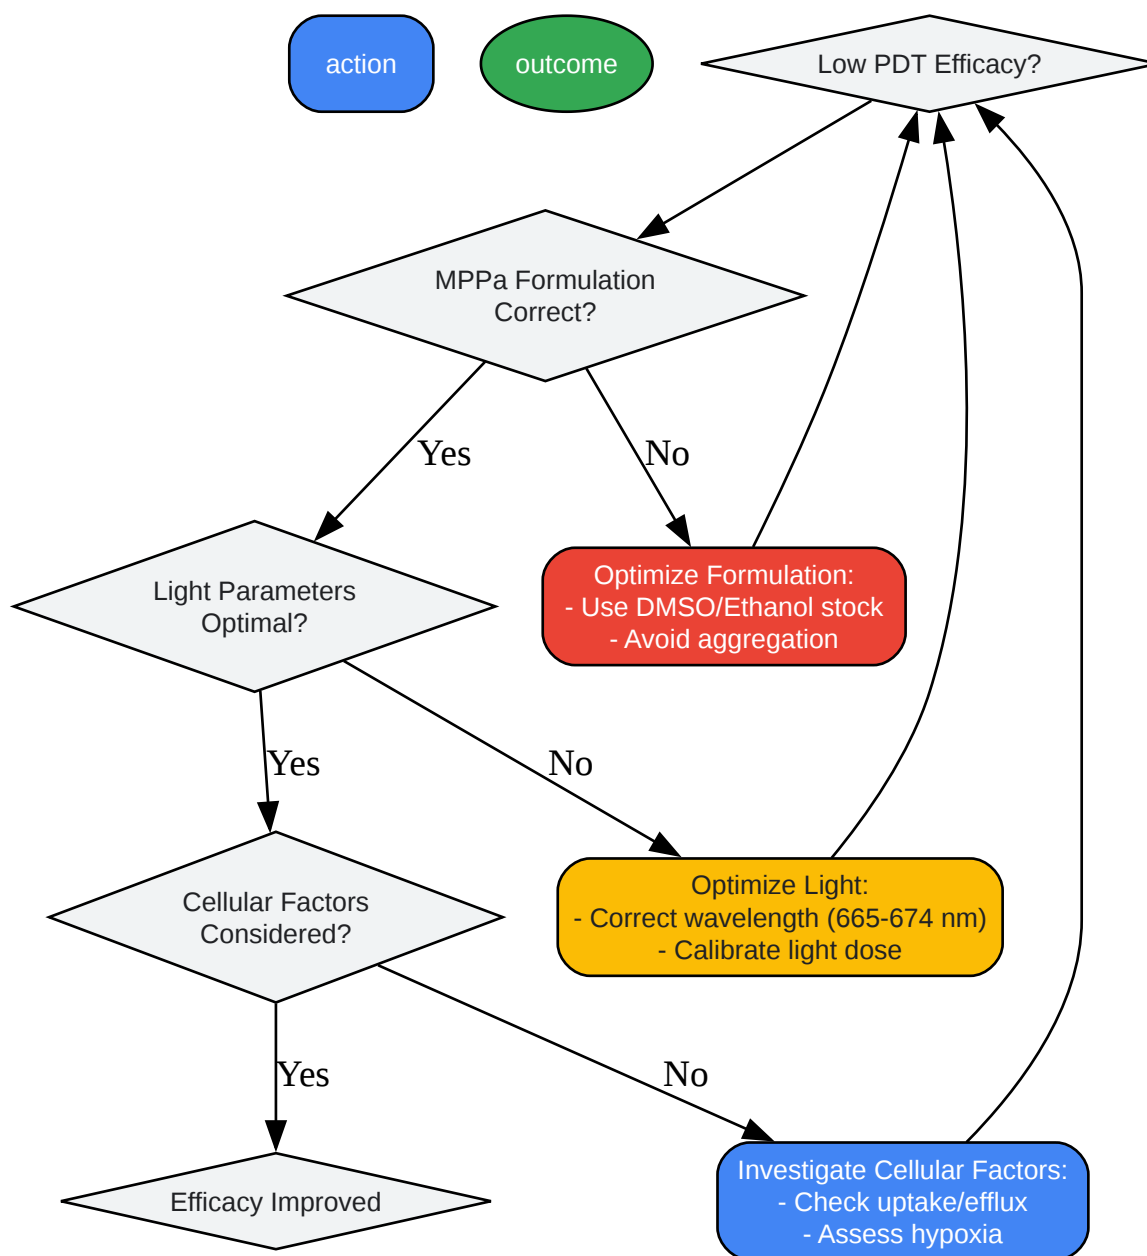 action
outcome
Low PDT Efficacy?
MPPa Formulation
Correct?
Yes
No
Light Parameters
Optimal?
Optimize Formulation:
- Use DMSO/Ethanol stock
- Avoid aggregation
Yes
No
Cellular Factors
Considered?
Optimize Light:
- Correct wavelength (665-674 nm)
- Calibrate light dose
Yes
No
Efficacy Improved
Investigate Cellular Factors:
- Check uptake/efflux
- Assess hypoxia